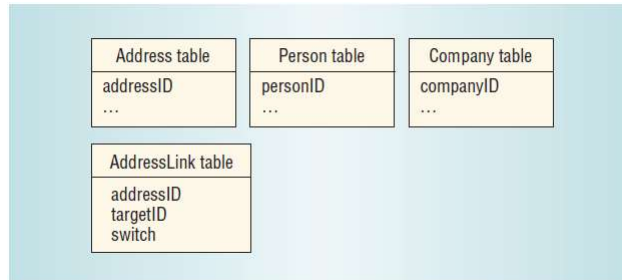 Address table
addressID
...
Person table
personID
...
Company table
companyID
...
AddressLink table
addressID
targetID
switch